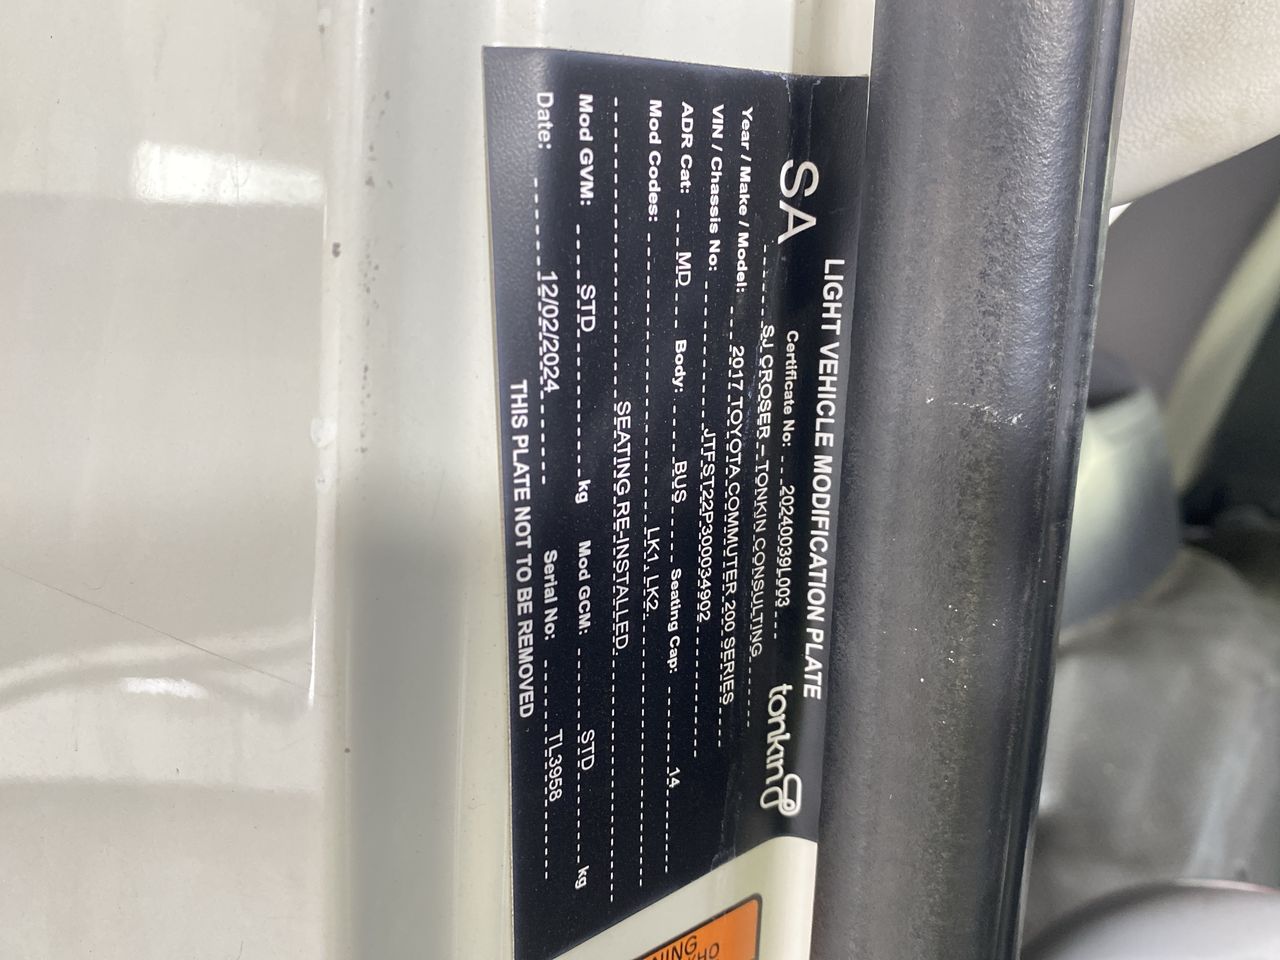 LIGHT VEHICLE MODIFICATION PLATE
SA
Certificate No: 20240039L003
tonkin
SJ CROSER – TONKIN CONSULTING
Year / Make / Model: 2017 TOYOTA COMMUTER 200 SERIES
VIN / Chassis No: JTFST22P300034902
ADR Cat: MD Body: BUS Seating Cap: 14
Mod Codes: LK1, LK2
SEATING RE-INSTALLED
Mod GVM: STD kg Mod GCM: STD kg
Date: 12/02/2024 Serial No: TL3958
THIS PLATE NOT TO BE REMOVED